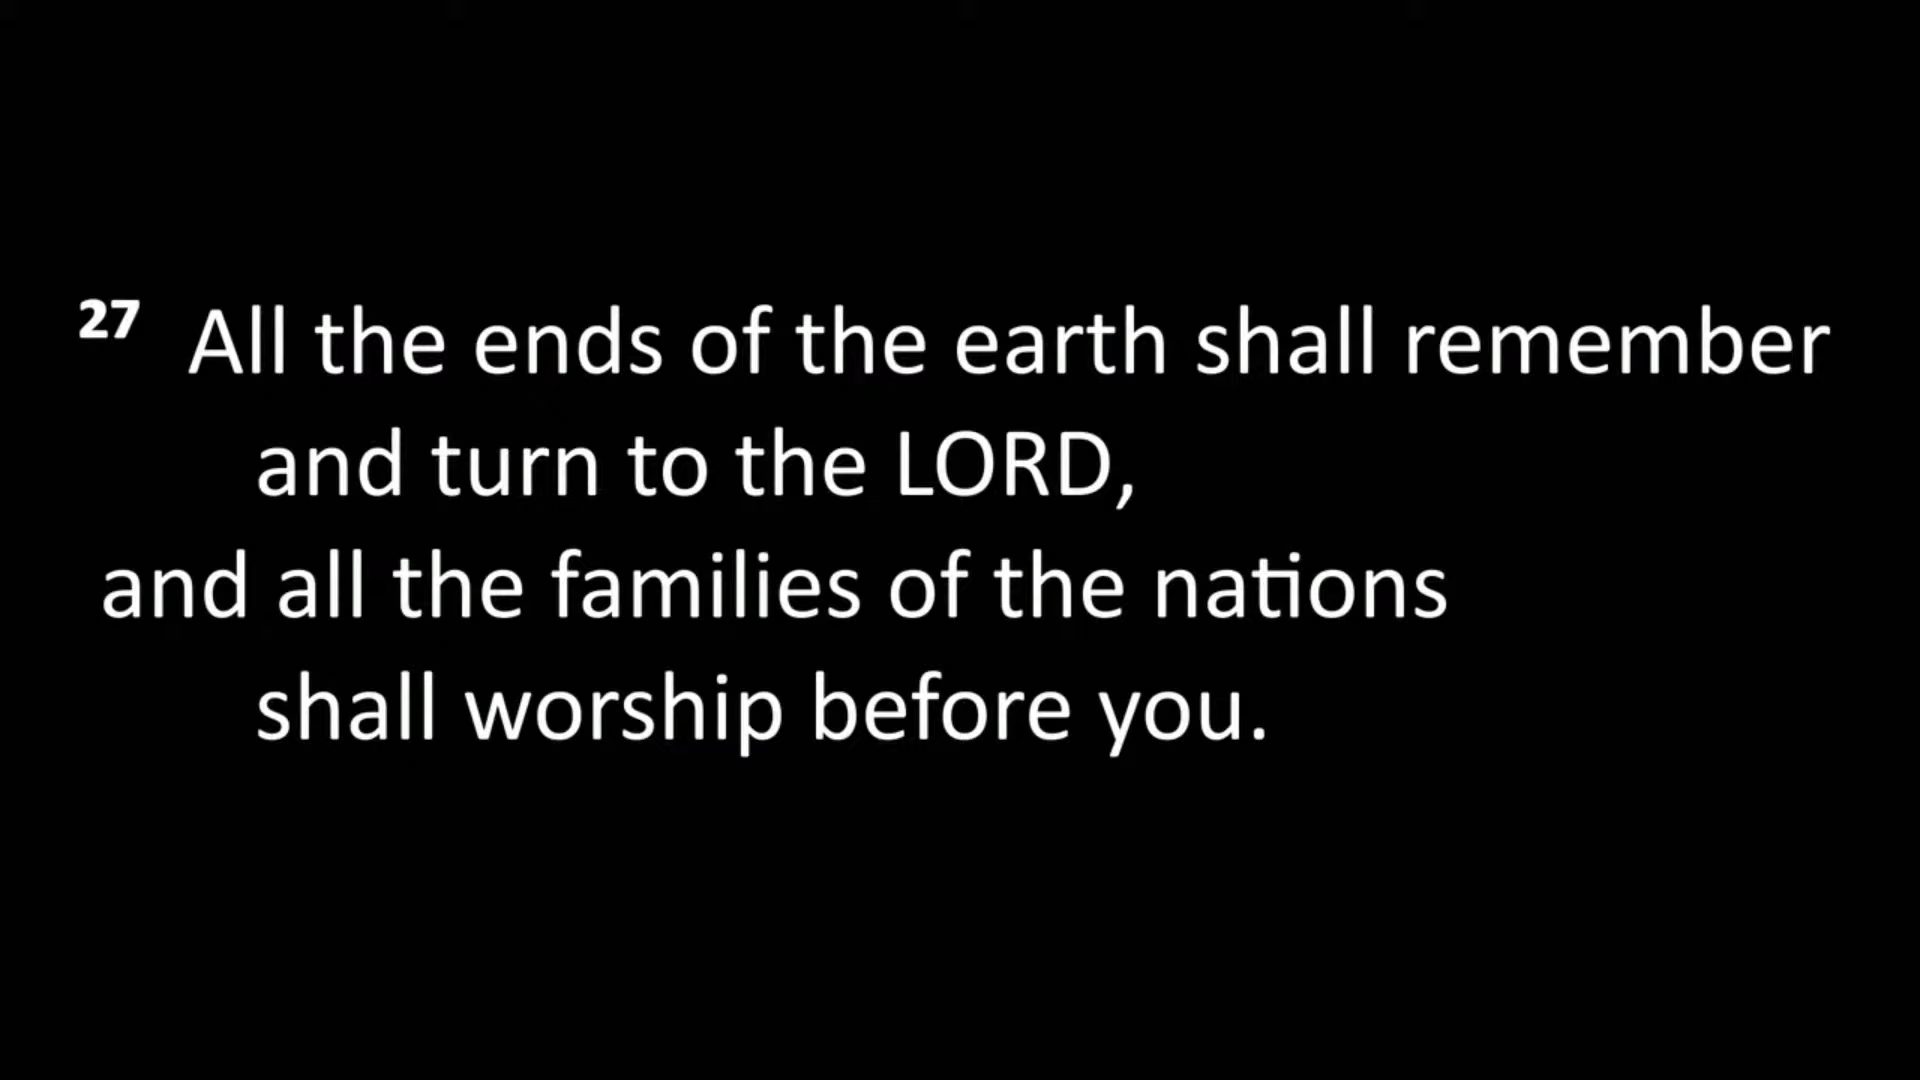 27 All the ends of the earth shall remember
and turn to the LORD,
and all the families of the nations
shall worship before you.